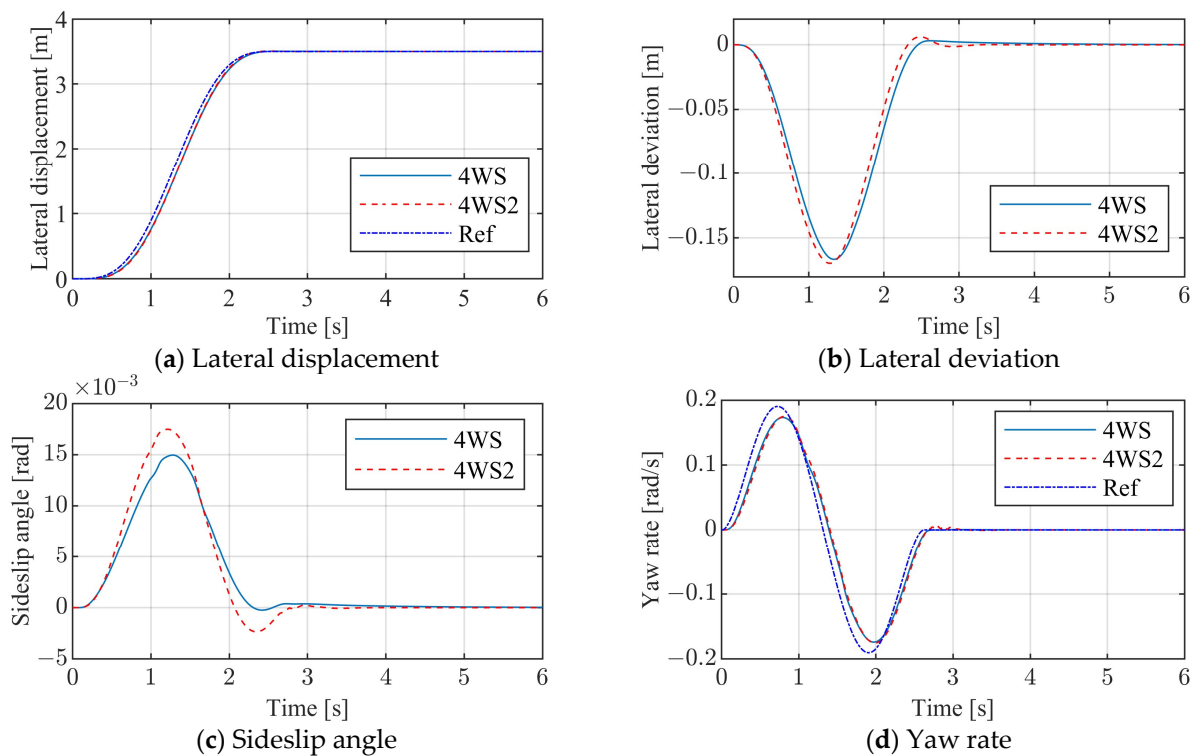 4
3
2
1
0
Lateral displacement [m]
4WS
4WS2
Ref
0 1 2 3 4 5 6
Time [s]
(a) Lateral displacement
0
−0.05
−0.1
−0.15
Lateral deviation [m]
4WS
4WS2
0 1 2 3 4 5 6
Time [s]
(b) Lateral deviation
×10⁻³
20
15
10
5
0
−5
Sideslip angle [rad]
4WS
4WS2
0 1 2 3 4 5 6
Time [s]
(c) Sideslip angle
0.2
0.1
0
−0.1
−0.2
Yaw rate [rad/s]
4WS
4WS2
Ref
0 1 2 3 4 5 6
Time [s]
(d) Yaw rate